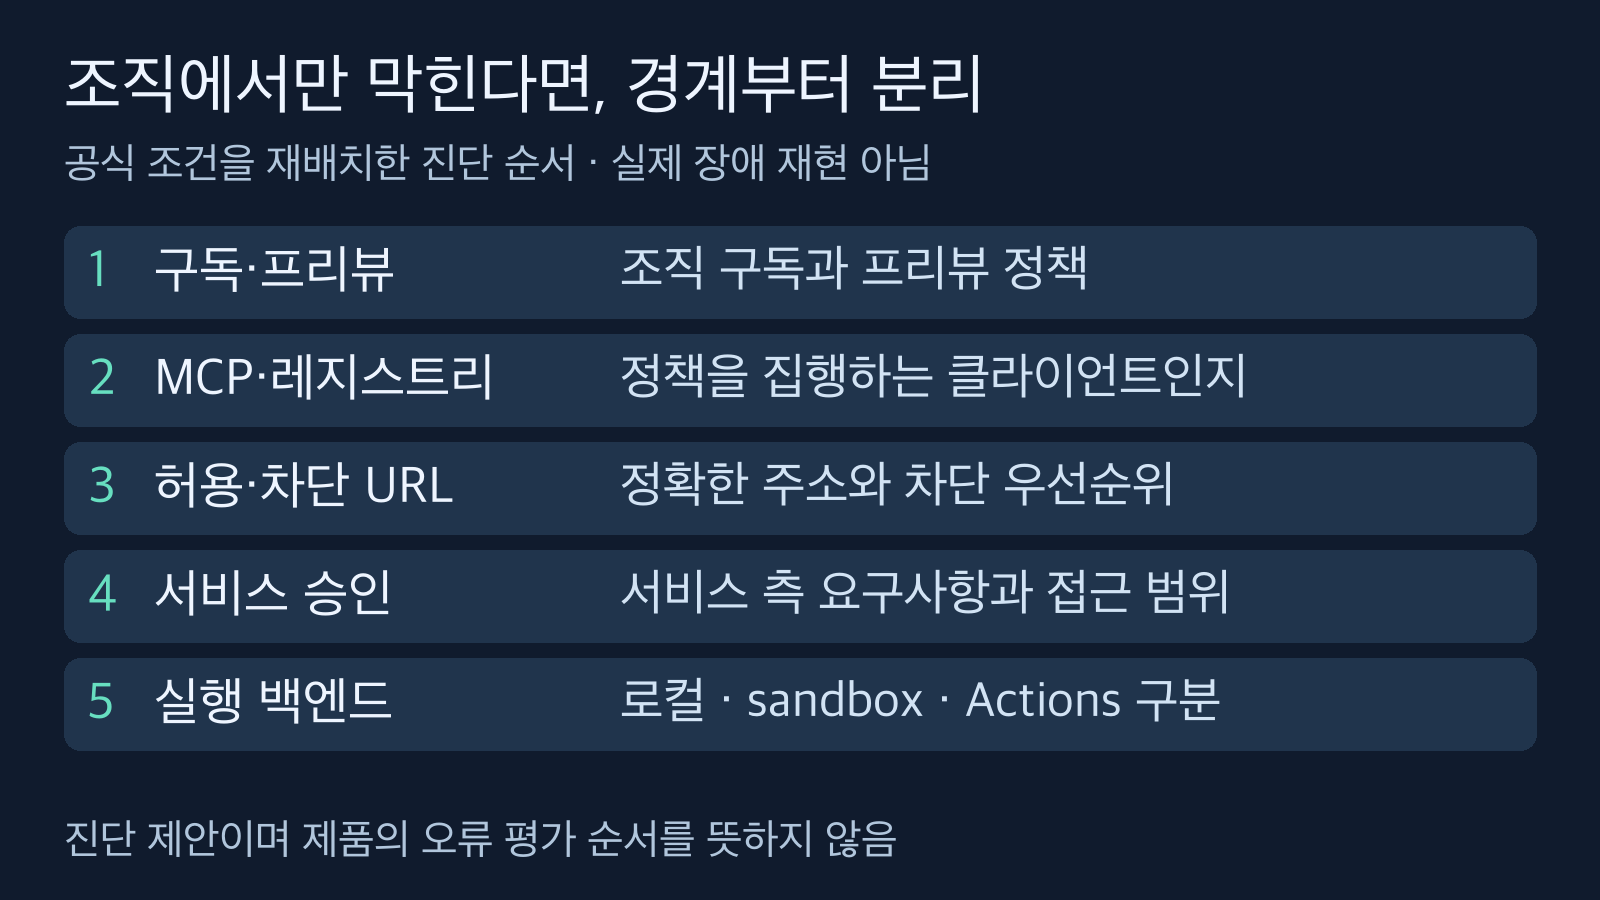 조직에서만 막힌다면, 경계부터 분리
공식 조건을 재배치한 진단 순서 · 실제 장애 재현 아님
1 구독·프리뷰 조직 구독과 프리뷰 정책
2 MCP·레지스트리 정책을 집행하는 클라이언트인지
3 허용·차단 URL 정확한 주소와 차단 우선순위
4 서비스 승인 서비스 측 요구사항과 접근 범위
5 실행 백엔드 로컬 · sandbox · Actions 구분
진단 제안이며 제품의 오류 평가 순서를 뜻하지 않음